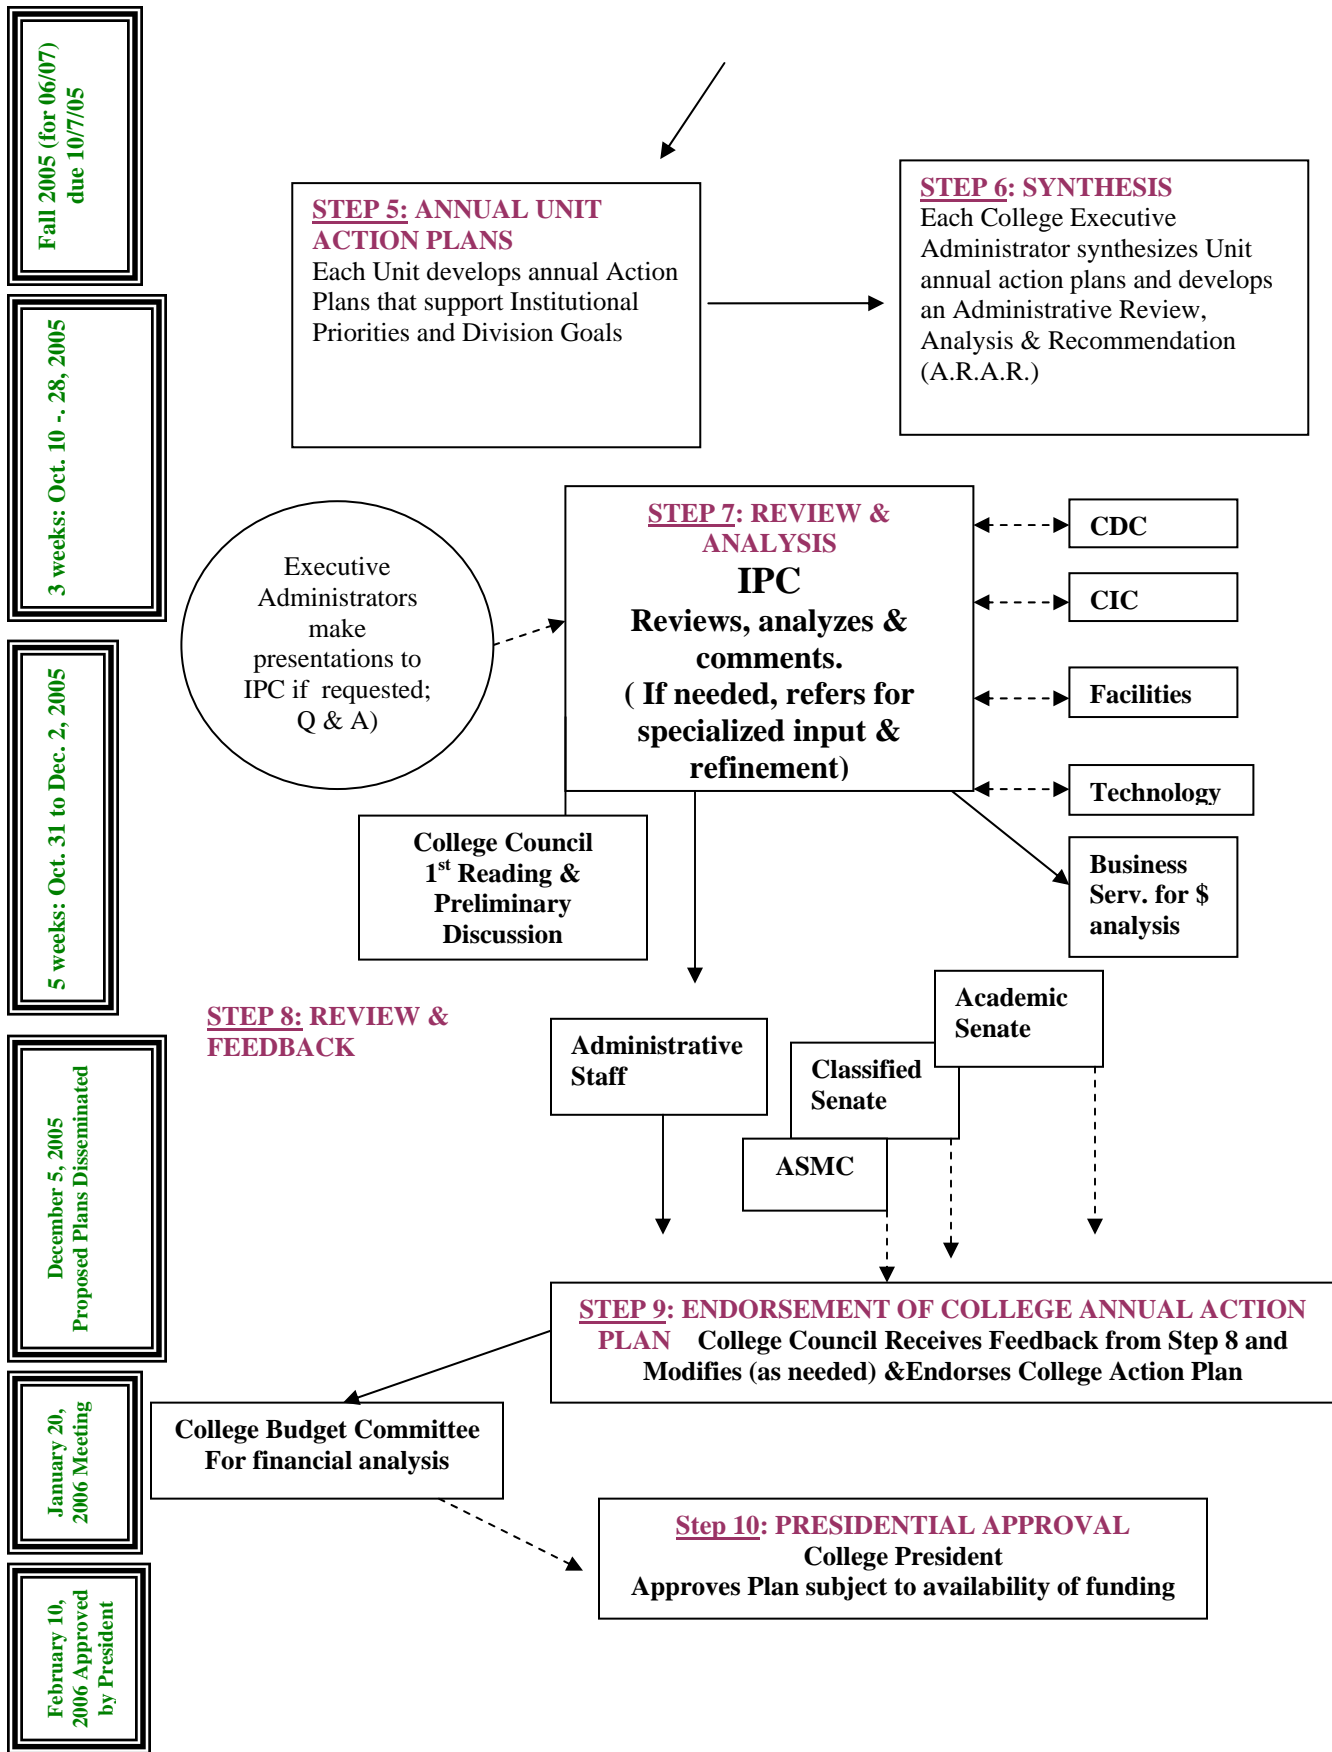 Fall 2005 (for 06/07)
due 10/7/05
3 weeks: Oct. 10 -. 28, 2005
5 weeks: Oct. 31 to Dec. 2, 2005
December 5, 2005
Proposed Plans Disseminated
January 20,
2006 Meeting
February 10,
2006 Approved
by President
STEP 5: ANNUAL UNIT
ACTION PLANS
Each Unit develops annual Action
Plans that support Institutional
Priorities and Division Goals
STEP 6: SYNTHESIS
Each College Executive
Administrator synthesizes Unit
annual action plans and develops
an Administrative Review,
Analysis & Recommendation
(A.R.A.R.)
Executive
Administrators
make
presentations to
IPC if requested;
Q & A)
STEP 7: REVIEW &
ANALYSIS
IPC
Reviews, analyzes &
comments.
( If needed, refers for
specialized input &
refinement)
CDC
CIC
Facilities
Technology
Business
Serv. for $
analysis
College Council
1st Reading &
Preliminary
Discussion
STEP 8: REVIEW &
FEEDBACK
Administrative
Staff
Academic
Senate
Classified
Senate
ASMC
STEP 9: ENDORSEMENT OF COLLEGE ANNUAL ACTION
PLAN College Council Receives Feedback from Step 8 and
Modifies (as needed) &Endorses College Action Plan
College Budget Committee
For financial analysis
Step 10: PRESIDENTIAL APPROVAL
College President
Approves Plan subject to availability of funding